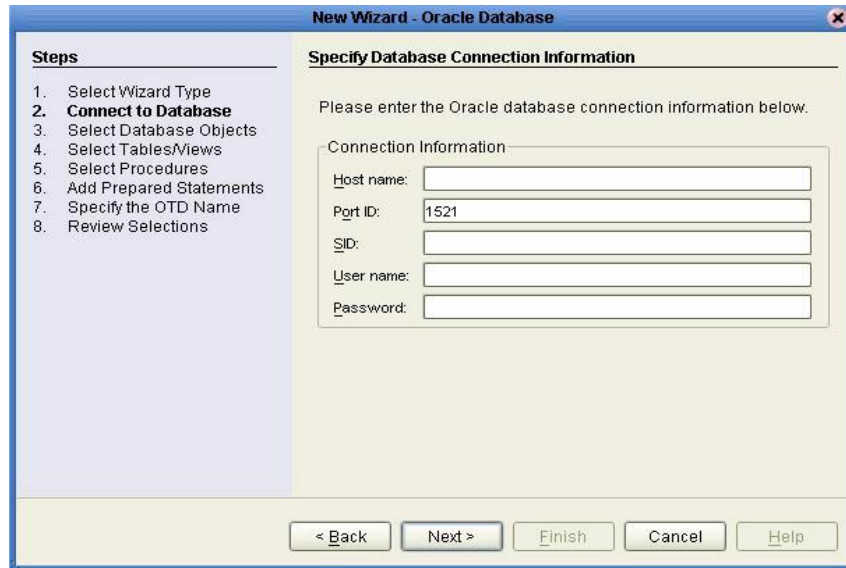 New Wizard - Oracle Database
Steps
1. Select Wizard Type
2. Connect to Database
3. Select Database Objects
4. Select Tables/Views
5. Select Procedures
6. Add Prepared Statements
7. Specify the OTD Name
8. Review Selections
Specify Database Connection Information
Please enter the Oracle database connection information below.
Connection Information
Host name:
Port ID: 1521
SID:
User name:
Password:
< Back Next > Finish Cancel Help